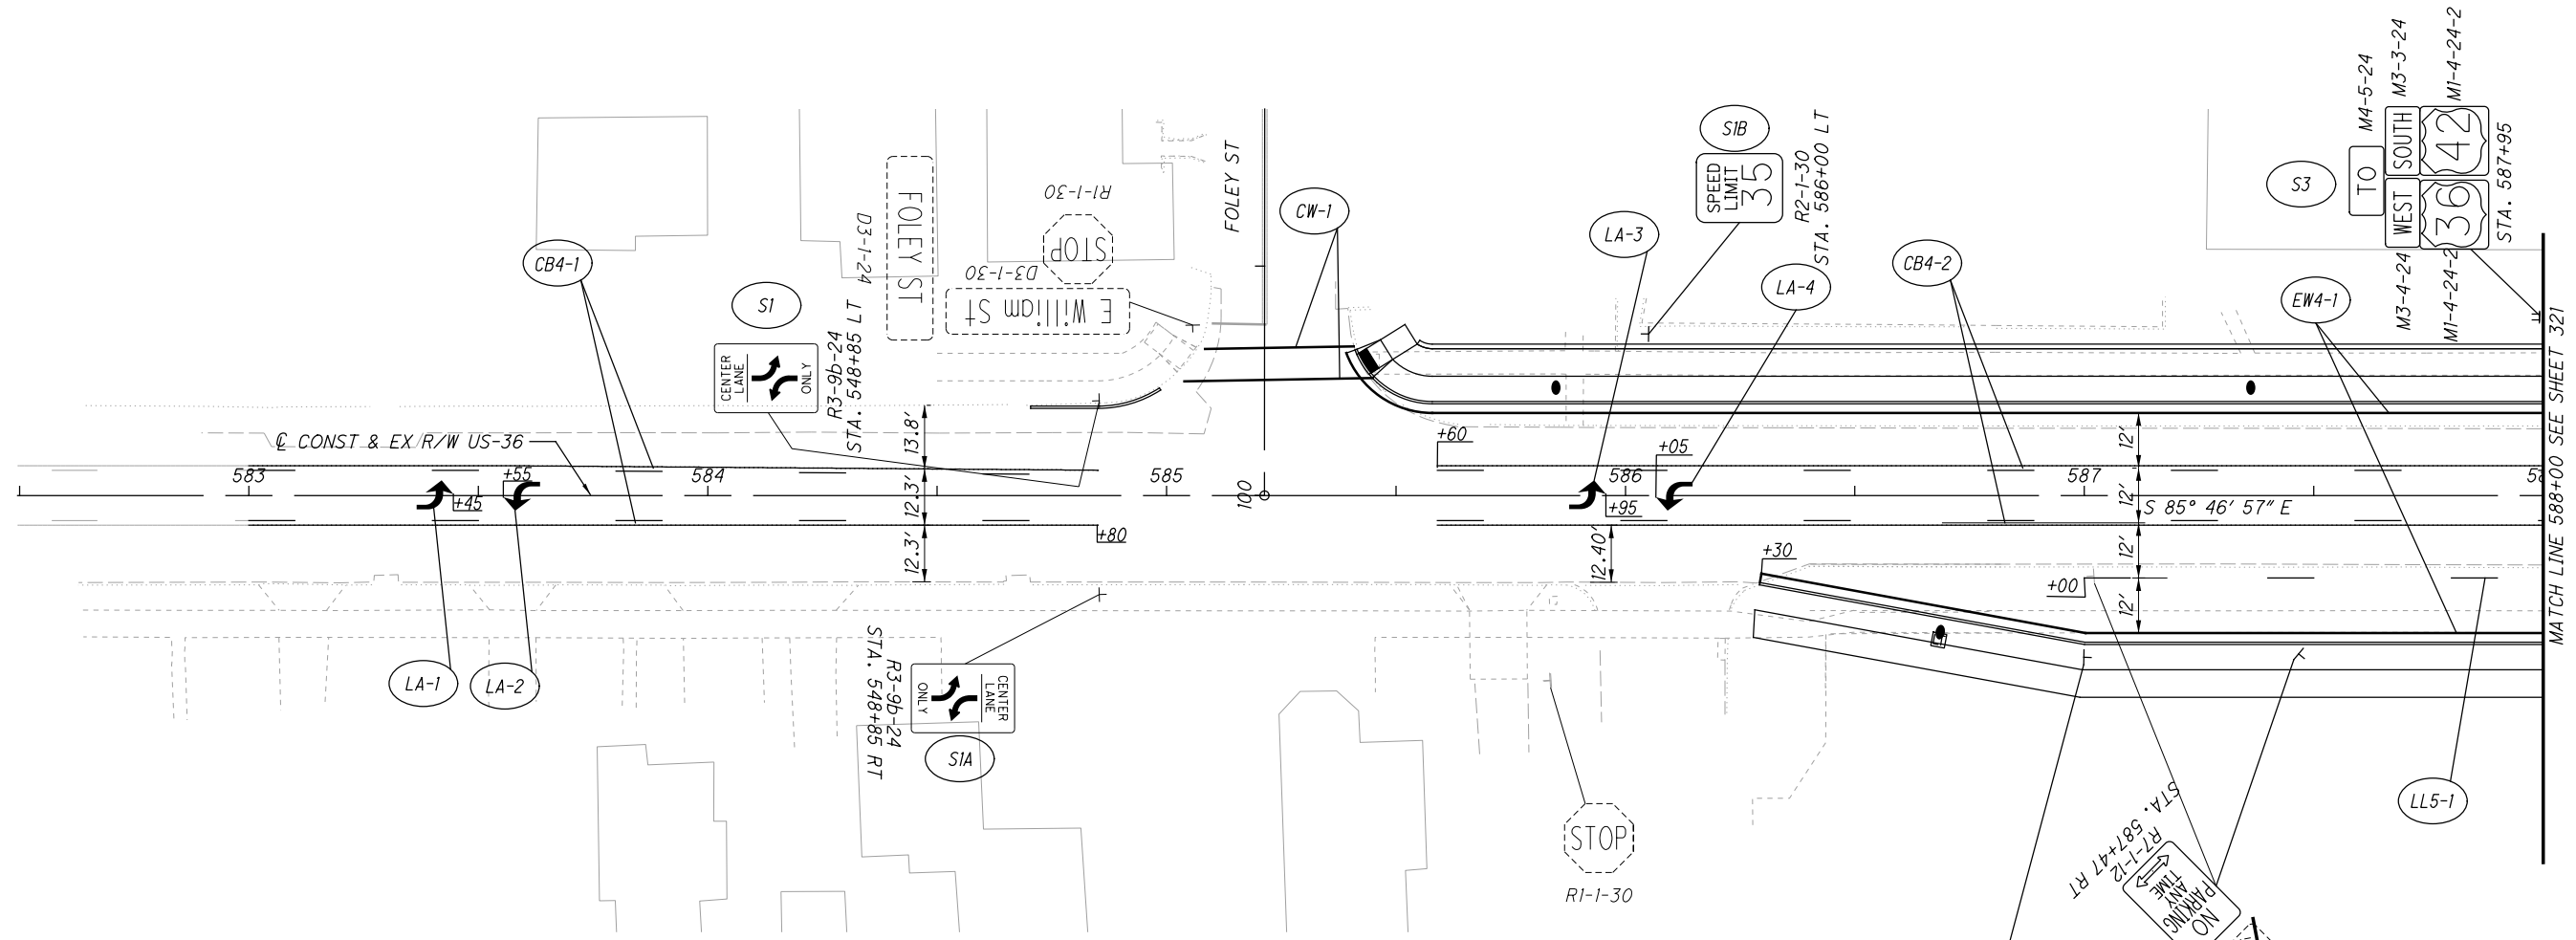 M4-5-24
M3-3-24
M1-4-24-2
TO
WEST
SOUTH
36
42
M3-4-24
M1-4-24-2
STA. 587+95
S3
S1B
SPEED
LIMIT
35
R2-1-30
STA. 586+00 LT
FOLEY ST
CW-1
LA-3
LA-4
CB4-2
EW4-1
R1-1-30
STOP
D3-1-30
E William St
FOLEY ST
D3-1-24
CB4-1
S1
CENTER
LANE
ONLY
R3-9b-24
STA. 548+85 LT
℄ CONST & EX R/W US-36
583
+55
584
585
100
586
587
58
+45
+60
+05
+95
+80
+30
+00
13.8'
12.3'
12.3'
12.40'
12'
12'
12'
12'
S 85° 46' 57" E
MATCH LINE 588+00 SEE SHEET 321
LA-1
LA-2
R3-9b-24
STA. 548+85 RT
CENTER
LANE
ONLY
S1A
STOP
R1-1-30
LL5-1
STA. 587+47 RT
R7-1-12
NO
PARKING
ANY
TIME